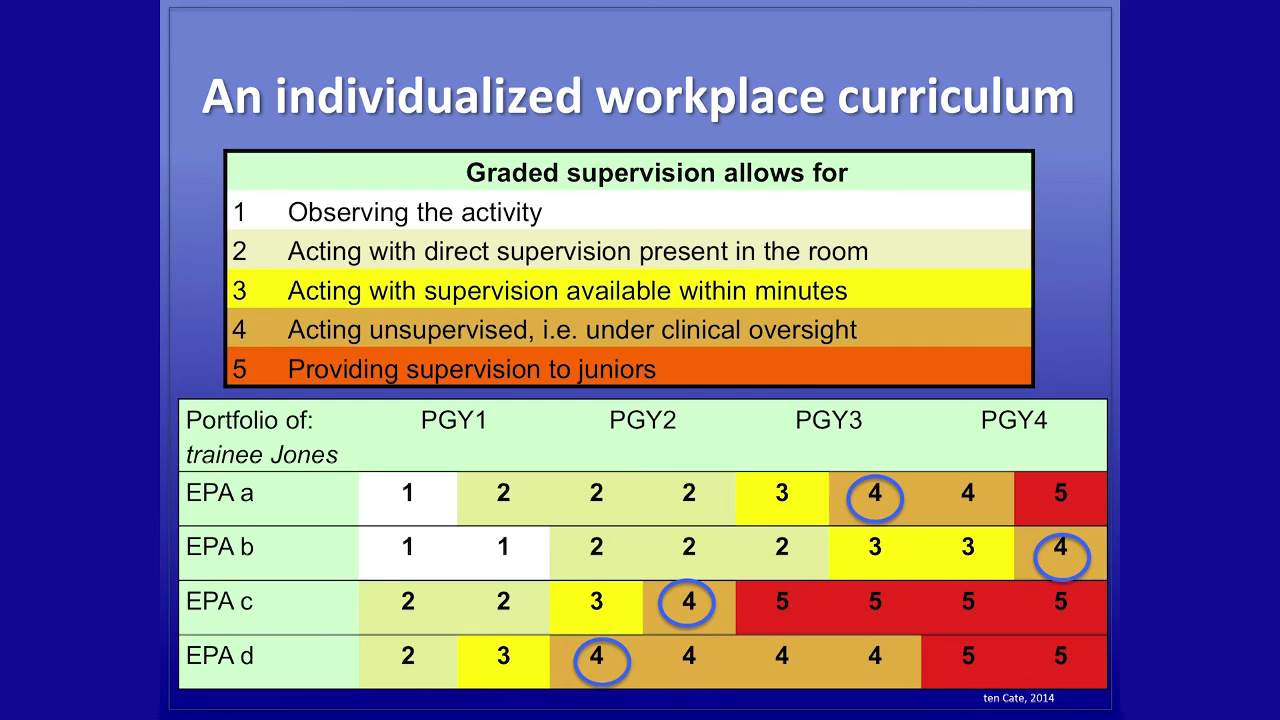 An individualized workplace curriculum
Graded supervision allows for
1 Observing the activity
2 Acting with direct supervision present in the room
3 Acting with supervision available within minutes
4 Acting unsupervised, i.e. under clinical oversight
5 Providing supervision to juniors
Portfolio of: PGY1 PGY2 PGY3 PGY4
trainee Jones
EPA a 1 2 2 2 3 4 4 5
EPA b 1 1 2 2 2 3 3 4
EPA c 2 2 3 4 5 5 5 5
EPA d 2 3 4 4 4 4 5 5
ten Cate, 2014